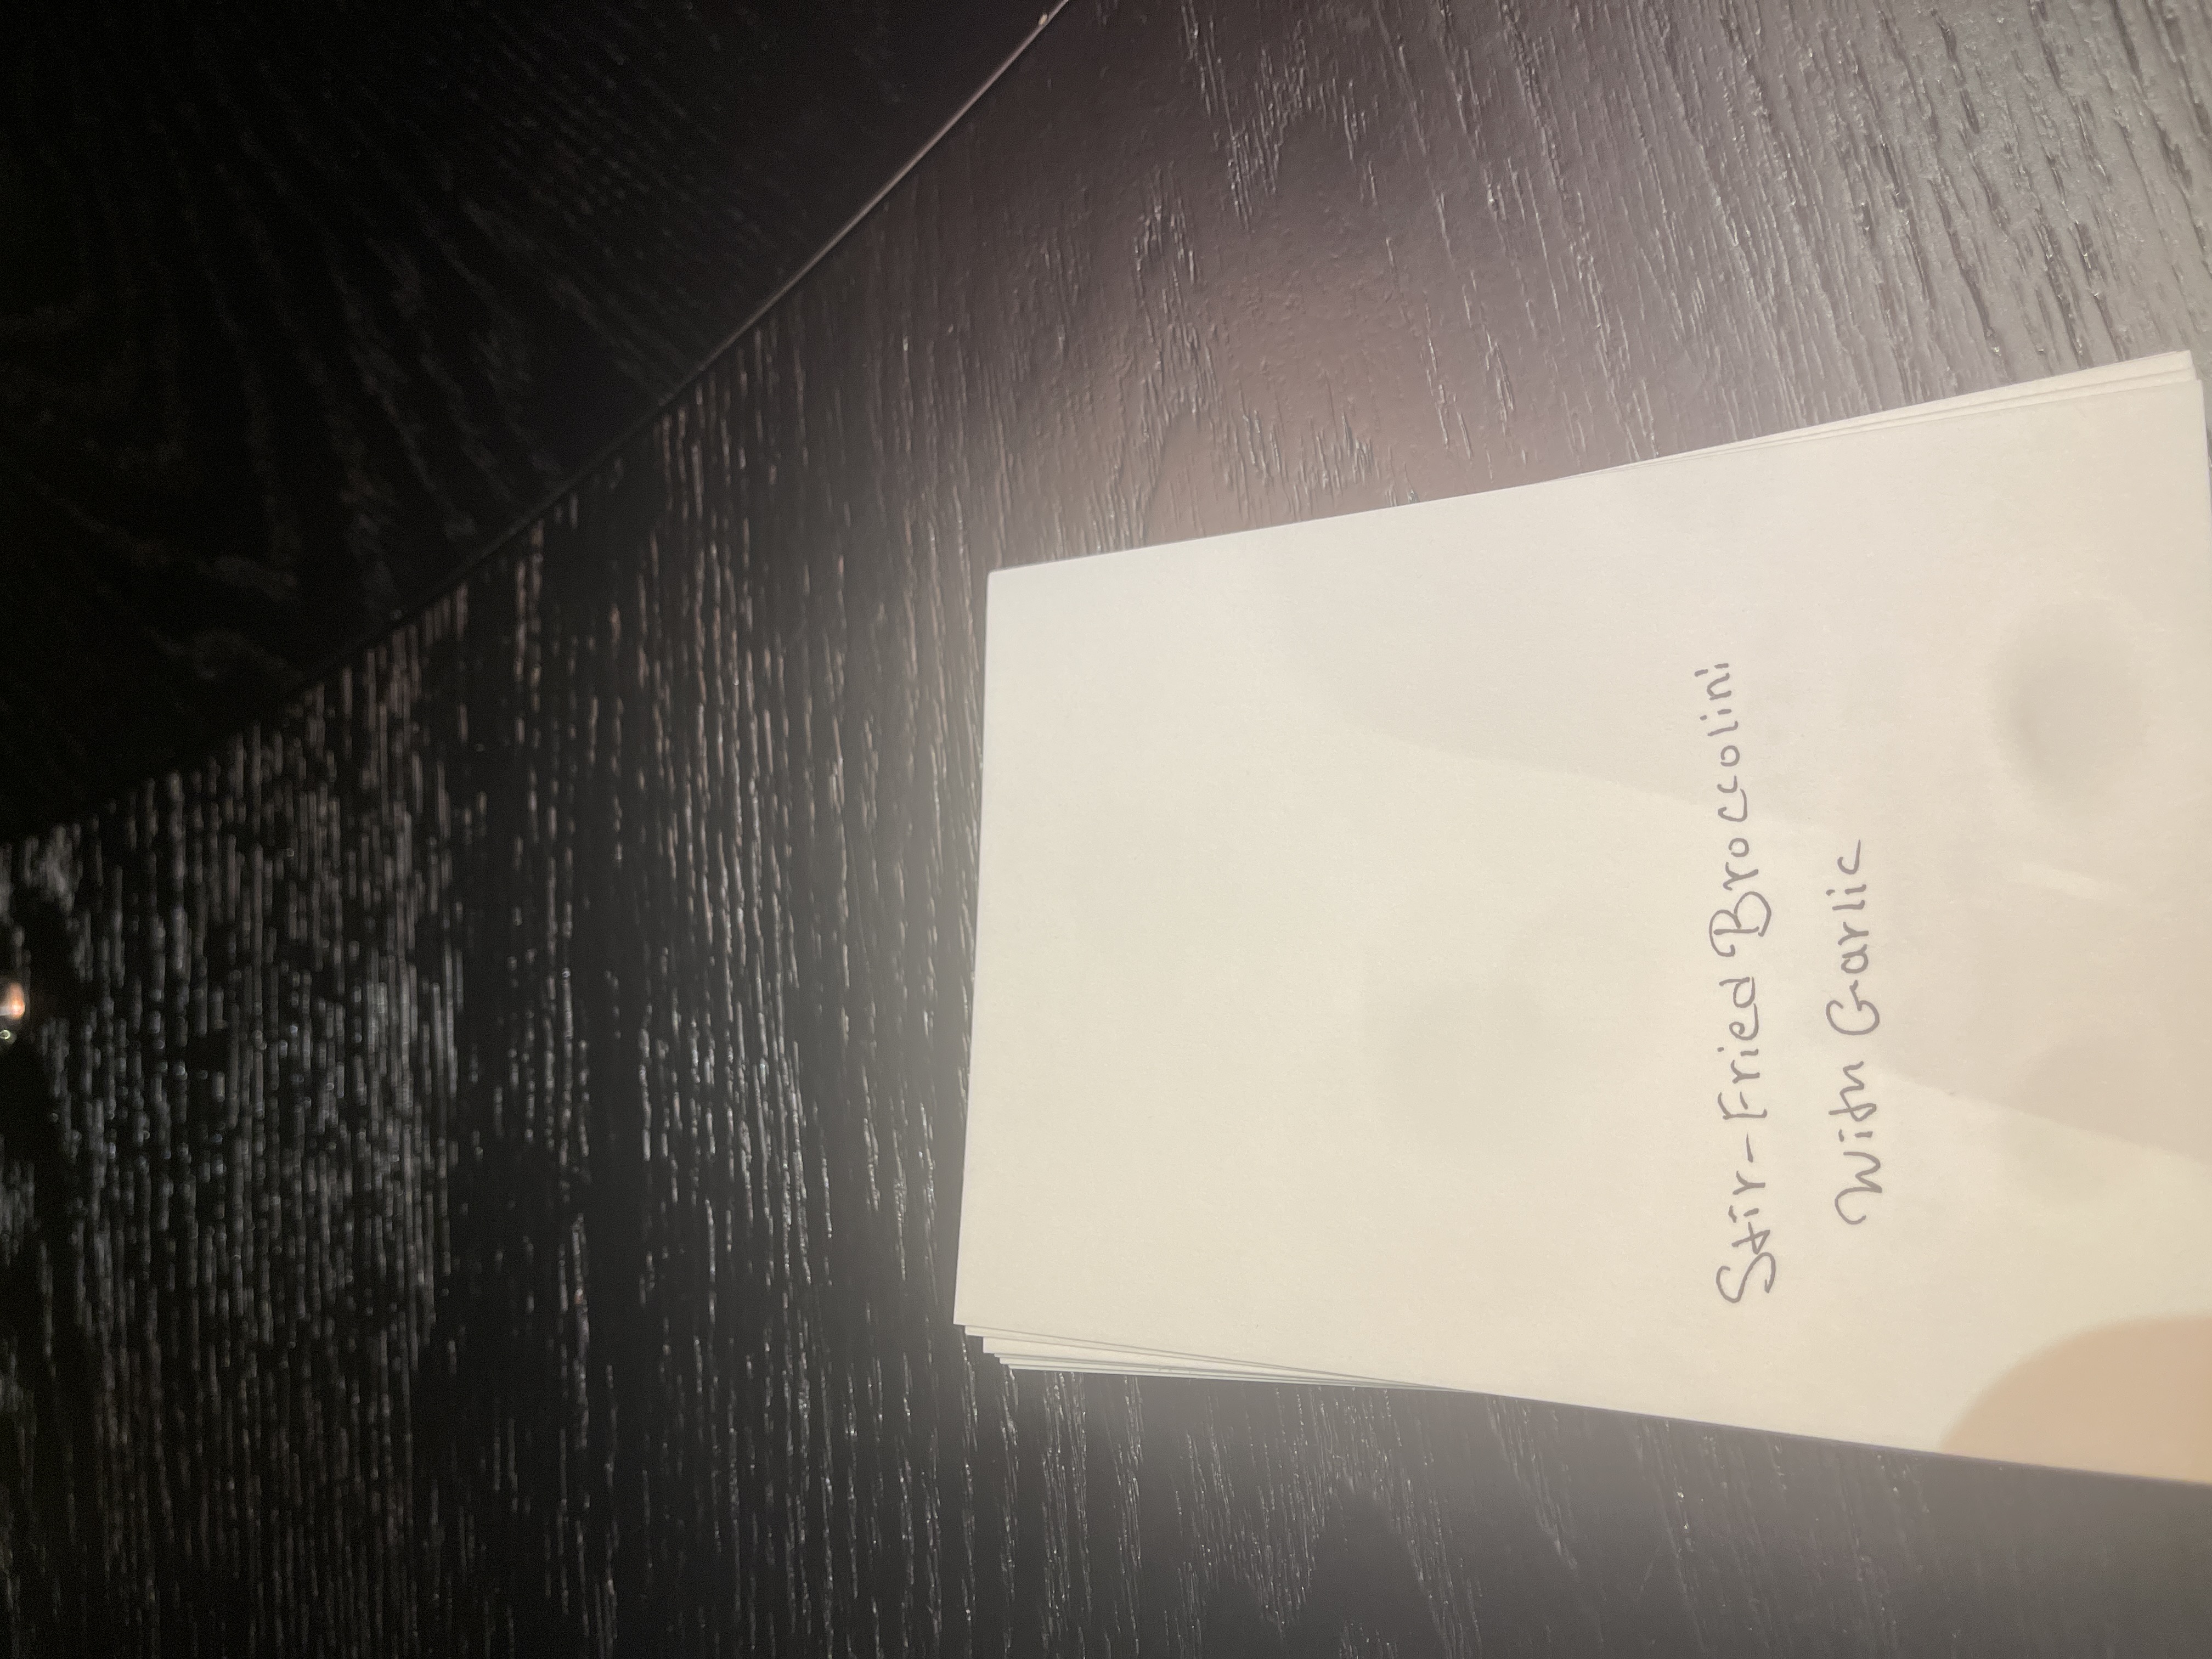 Stir-Fried Broccolini
With Garlic